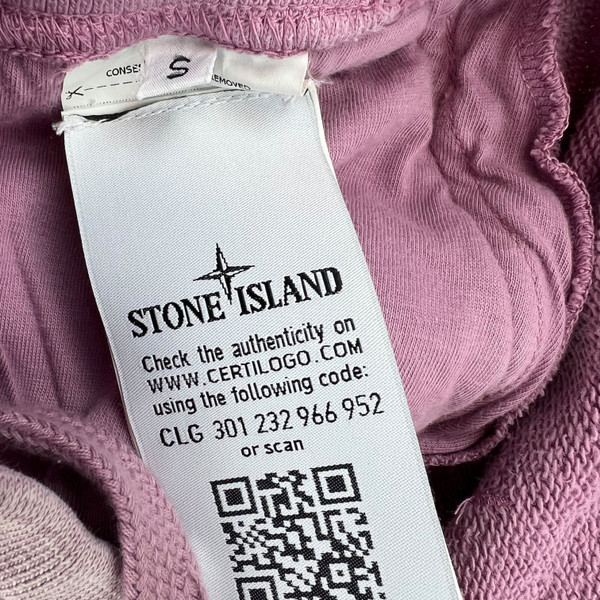 CONSE
S
EMOVED
STONE ISLAND
Check the authenticity on
WWW.CERTILOGO.COM
using the following code:
CLG 301 232 966 952
or scan